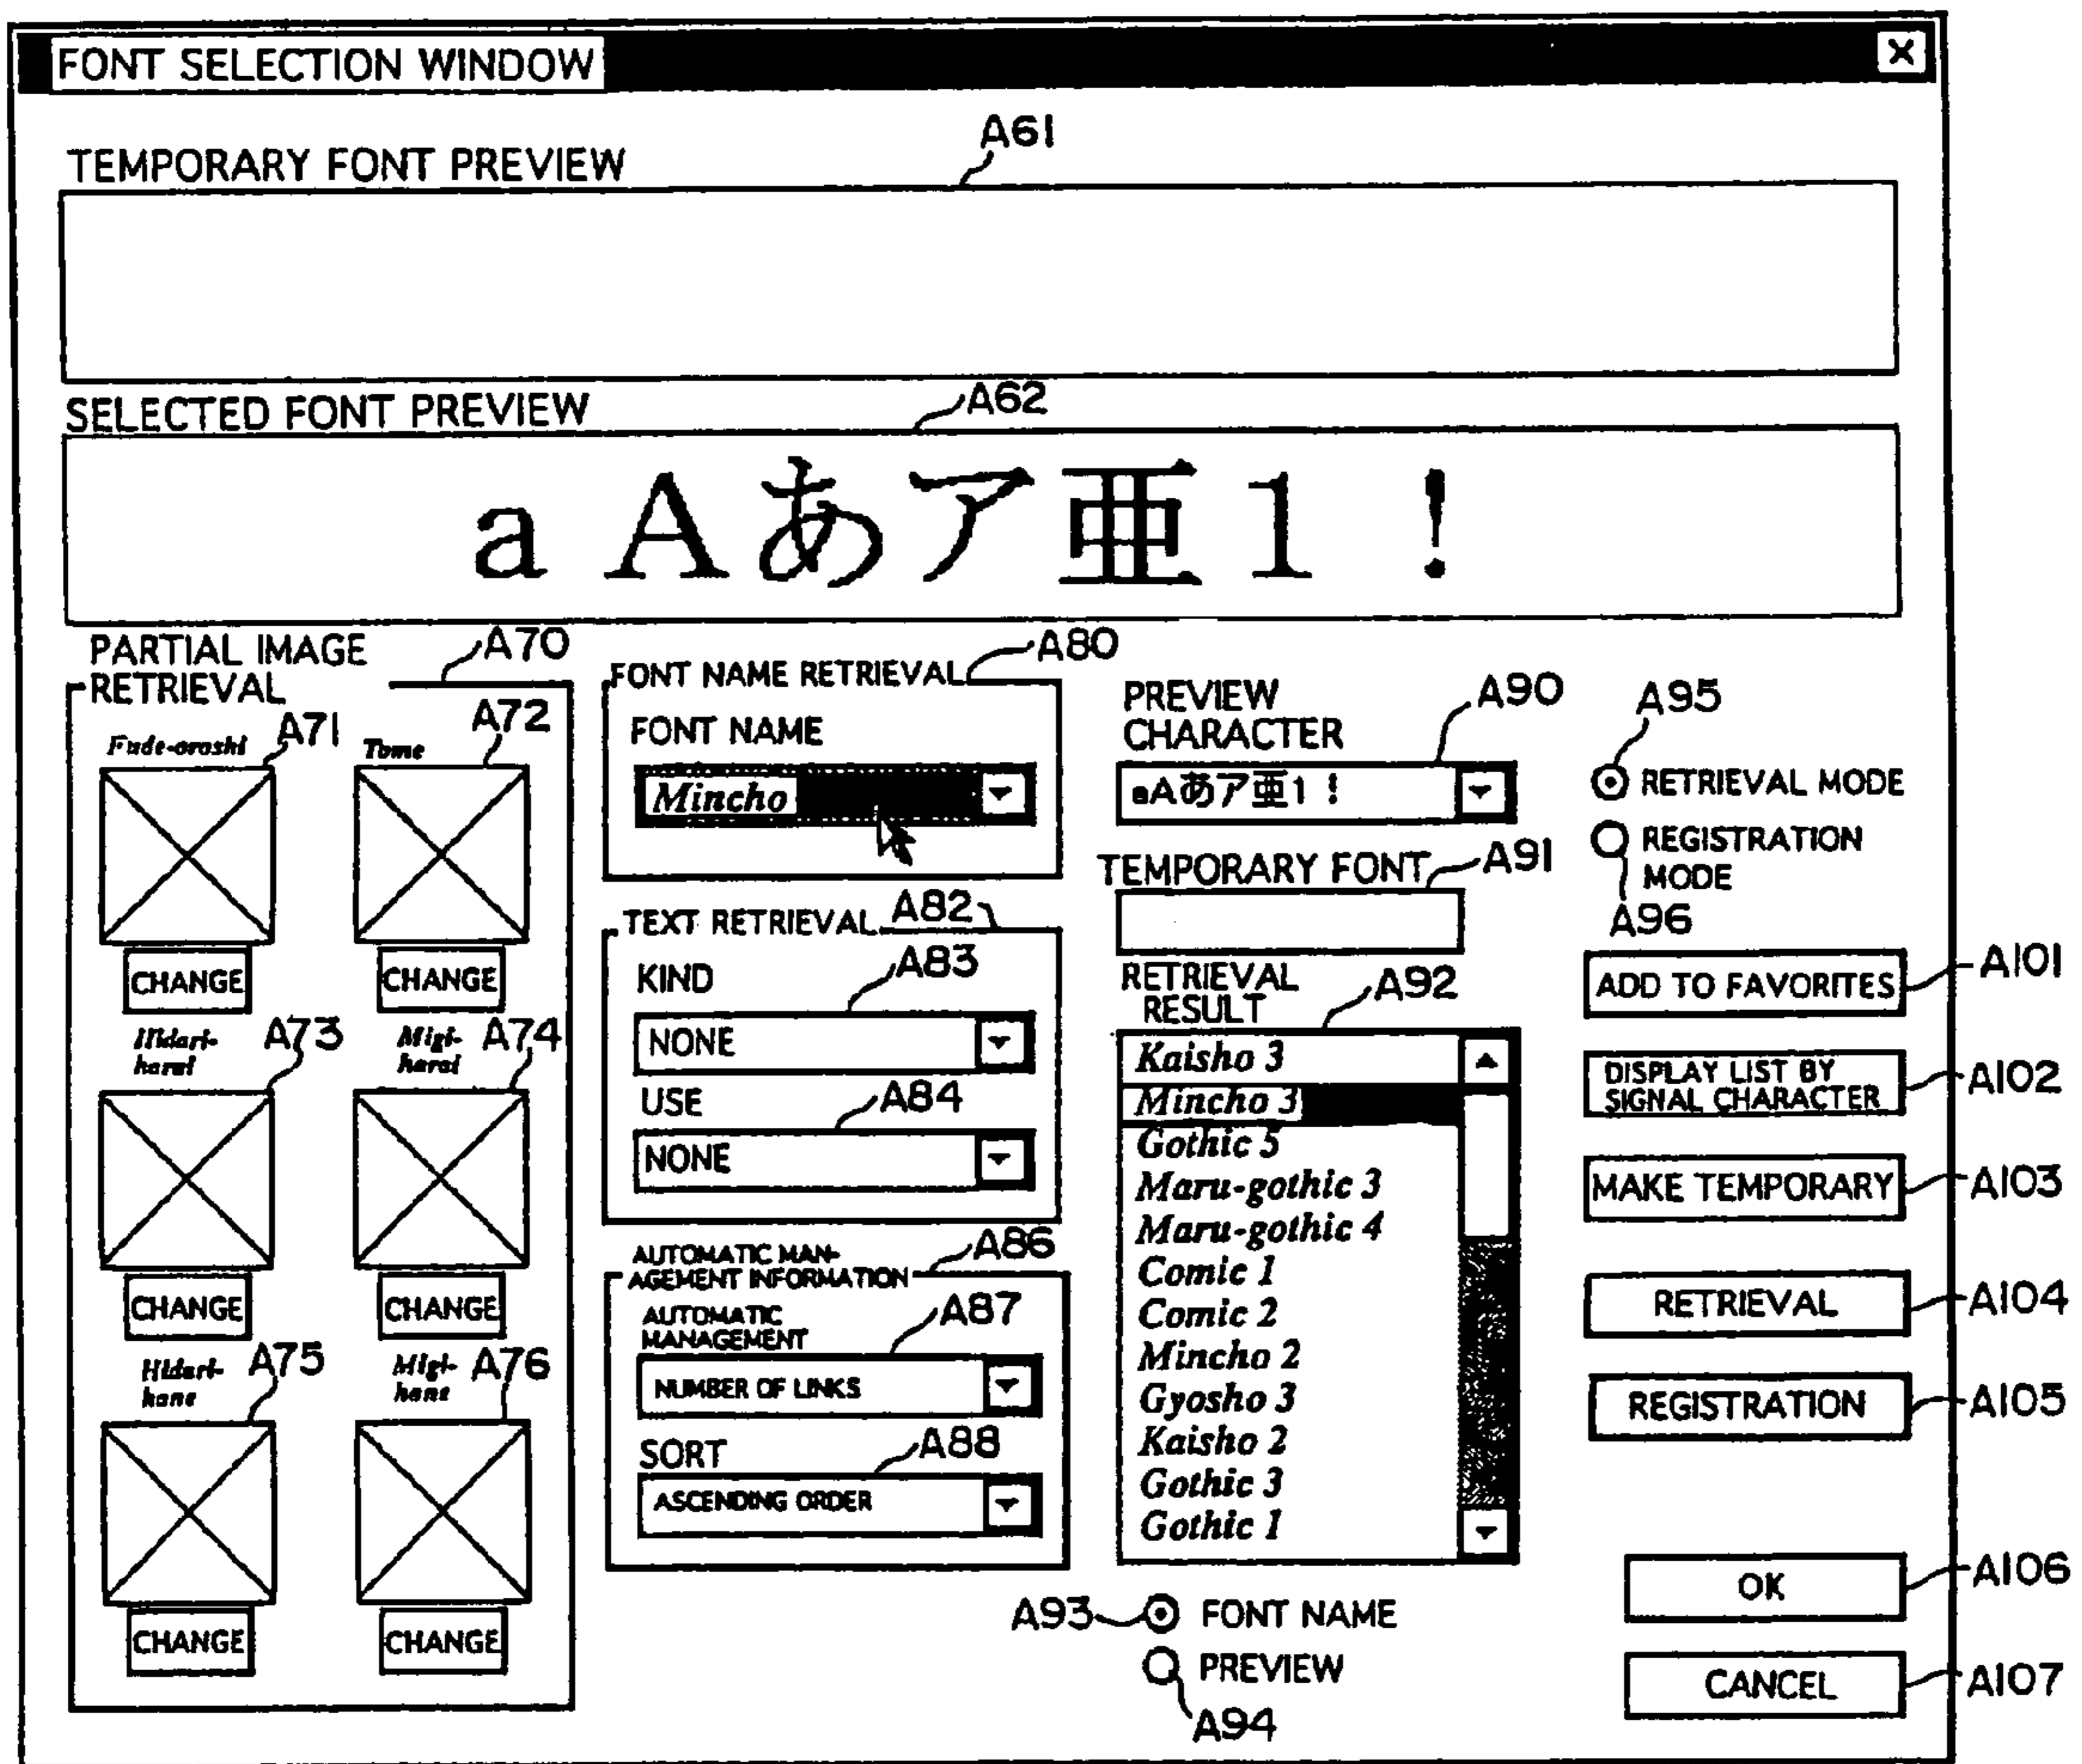 FONT SELECTION WINDOW
X
A61
TEMPORARY FONT PREVIEW
A62
SELECTED FONT PREVIEW
aAあア亜1！
PARTIAL IMAGE
RETRIEVAL
A70
Fude-oroshi
A71
Tome
A72
CHANGE
CHANGE
Hidari-
harai
A73
Migi-
harai
A74
CHANGE
CHANGE
Hidari-
hane
A75
Migi-
hane
A76
CHANGE
CHANGE
FONT NAME RETRIEVAL
A80
FONT NAME
Mincho
TEXT RETRIEVAL
A82
KIND
A83
NONE
USE
A84
NONE
AUTOMATIC MAN-
AGEMENT INFORMATION
A86
AUTOMATIC
MANAGEMENT
A87
NUMBER OF LINKS
SORT
A88
ASCENDING ORDER
PREVIEW
CHARACTER
A90
aAあア亜1！
TEMPORARY FONT
A91
RETRIEVAL
RESULT
A92
Kaisho 3
Mincho 3
Gothic 5
Maru-gothic 3
Maru-gothic 4
Comic 1
Comic 2
Mincho 2
Gyosho 3
Kaisho 2
Gothic 3
Gothic 1
A93
FONT NAME
PREVIEW
A94
A95
RETRIEVAL MODE
REGISTRATION
MODE
A96
ADD TO FAVORITES
A101
DISPLAY LIST BY
SIGNAL CHARACTER
A102
MAKE TEMPORARY
A103
RETRIEVAL
A104
REGISTRATION
A105
OK
A106
CANCEL
A107